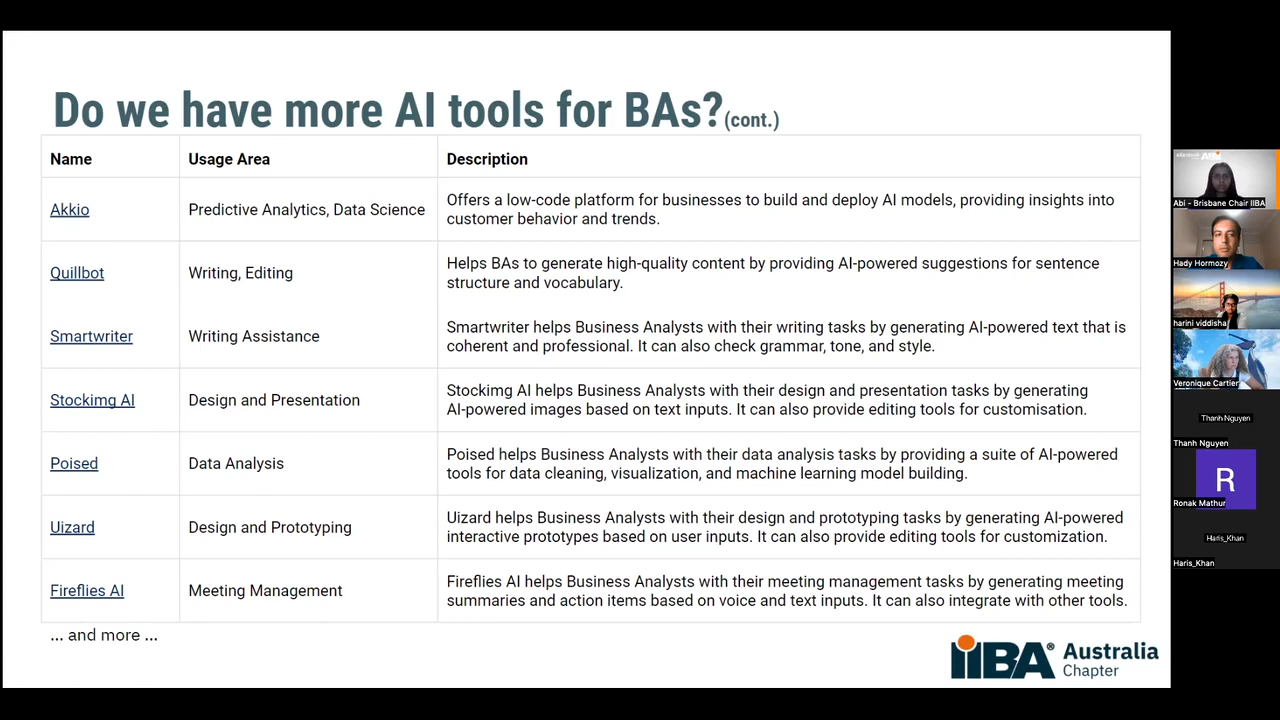 Do we have more AI tools for BAs?(cont.)
Name Usage Area Description
Akkio Predictive Analytics, Data Science Offers a low-code platform for businesses to build and deploy AI models, providing insights into
customer behavior and trends.
Quillbot Writing, Editing Helps BAs to generate high-quality content by providing AI-powered suggestions for sentence
structure and vocabulary.
Smartwriter Writing Assistance Smartwriter helps Business Analysts with their writing tasks by generating AI-powered text that is
coherent and professional. It can also check grammar, tone, and style.
Stockimg AI Design and Presentation Stockimg AI helps Business Analysts with their design and presentation tasks by generating
AI-powered images based on text inputs. It can also provide editing tools for customisation.
Poised Data Analysis Poised helps Business Analysts with their data analysis tasks by providing a suite of AI-powered
tools for data cleaning, visualization, and machine learning model building.
Uizard Design and Prototyping Uizard helps Business Analysts with their design and prototyping tasks by generating AI-powered
interactive prototypes based on user inputs. It can also provide editing tools for customization.
Fireflies AI Meeting Management Fireflies AI helps Business Analysts with their meeting management tasks by generating meeting
summaries and action items based on voice and text inputs. It can also integrate with other tools.
... and more ...
iiBA® Australia
Chapter
Abi - Brisbane Chair IIBA
Hady Hormozy
harini viddisha
Veronique Cartier
Thanh Nguyen
Thanh Nguyen
R
Ronak Mathur
Haris_Khan
Haris_Khan